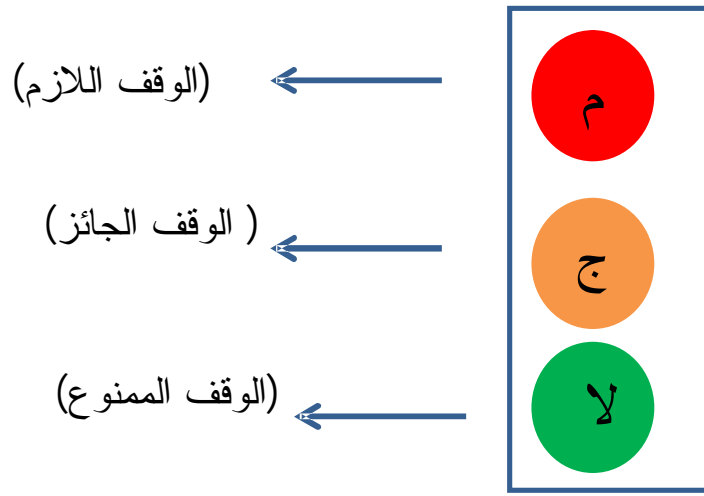 م
(الوقف اللازم)
ج
( الوقف الجائز)
لا
(الوقف الممنوع)